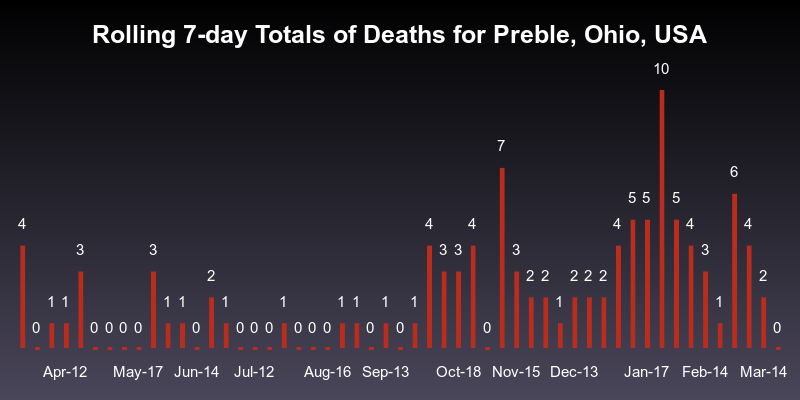 Rolling 7-day Totals of Deaths for Preble, Ohio, USA
4 0 1 1 3 0 0 0 0 3 1 1 0 2 1 0 0 0 1 0 0 0 1 1 0 1 0 1 4 3 3 4 0 7 3 2 2 1 2 2 2 4 5 5 10 5 4 3 1 6 4 2 0
Apr-12 May-17 Jun-14 Jul-12 Aug-16 Sep-13 Oct-18 Nov-15 Dec-13 Jan-17 Feb-14 Mar-14